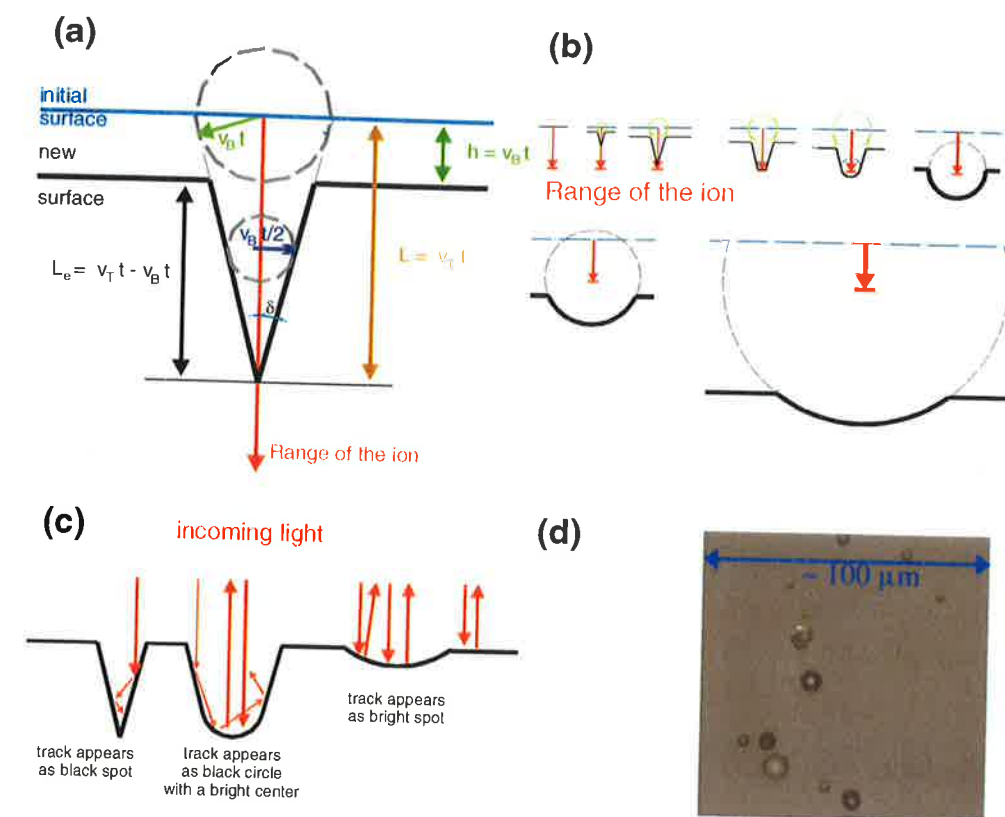 (a)
initial
surface
new
surface
v_B t
h = v_B t
v_B t/2
L_e = v_T t - v_B t
L = v_T t
δ
Range of the ion
(b)
Range of the ion
(c)
incoming light
track appears
as black spot
track appears
as black circle
with a bright center
track appears
as bright spot
(d)
~ 100 μm